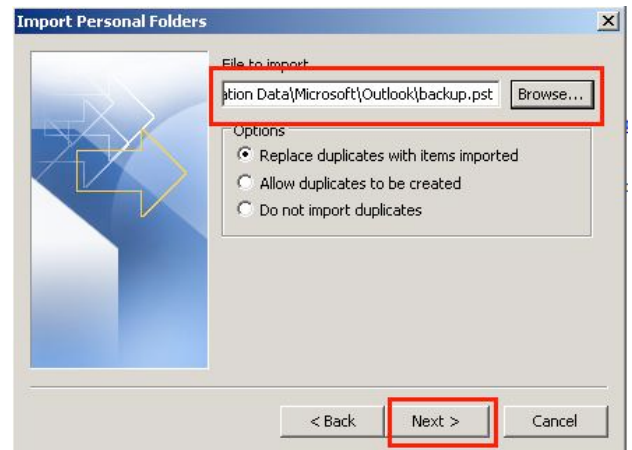 Import Personal Folders
File to import
ation Data\Microsoft\Outlook\backup.pst Browse...
Options
Replace duplicates with items imported
Allow duplicates to be created
Do not import duplicates
< Back Next > Cancel